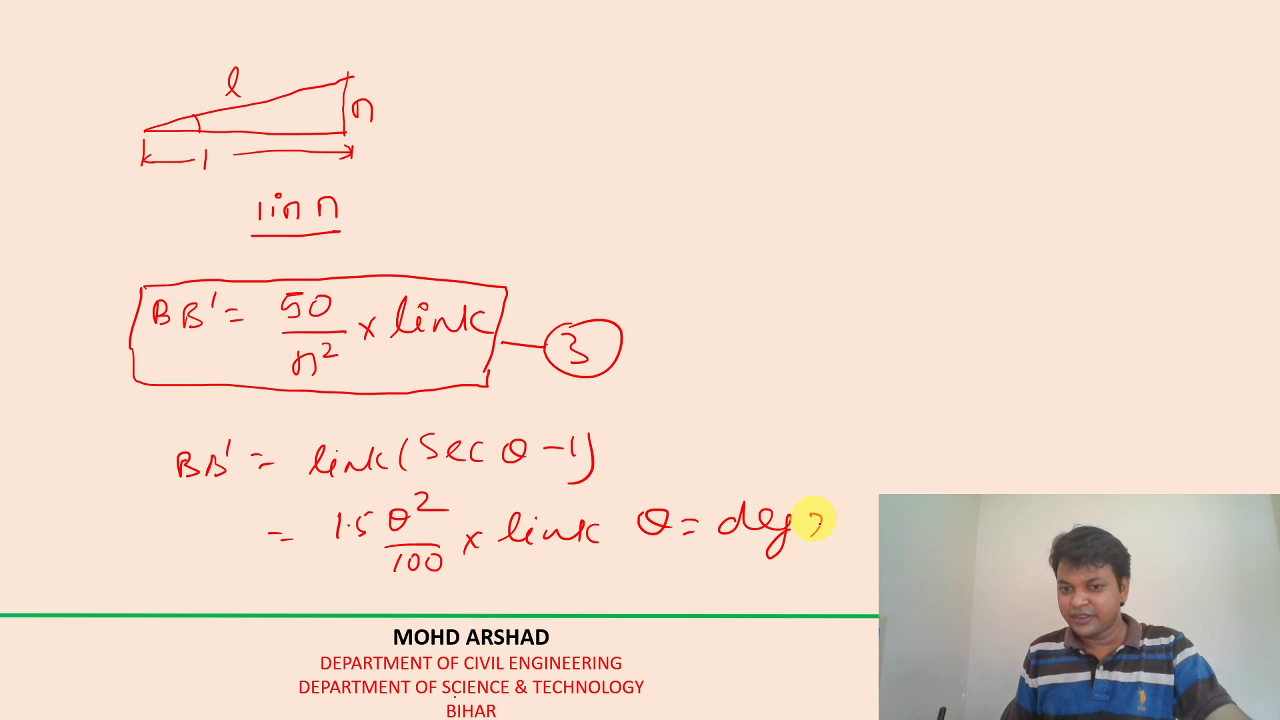 l
n
1
1 in n
BB' = 50/n² × link
3
BB' = link (Sec θ - 1)
= 1.5 θ²/100 × link θ = deg
MOHD ARSHAD
DEPARTMENT OF CIVIL ENGINEERING
DEPARTMENT OF SCIENCE & TECHNOLOGY
BIHAR